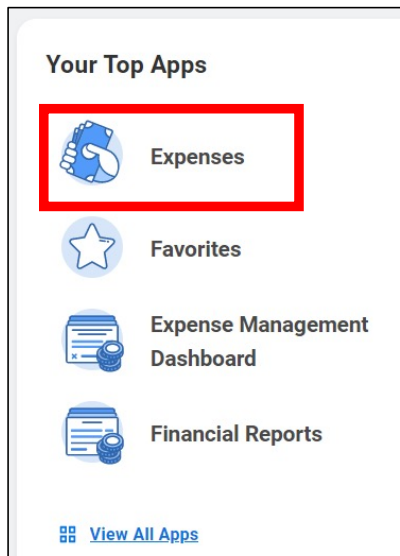 Your Top Apps
Expenses
Favorites
Expense Management
Dashboard
Financial Reports
View All Apps